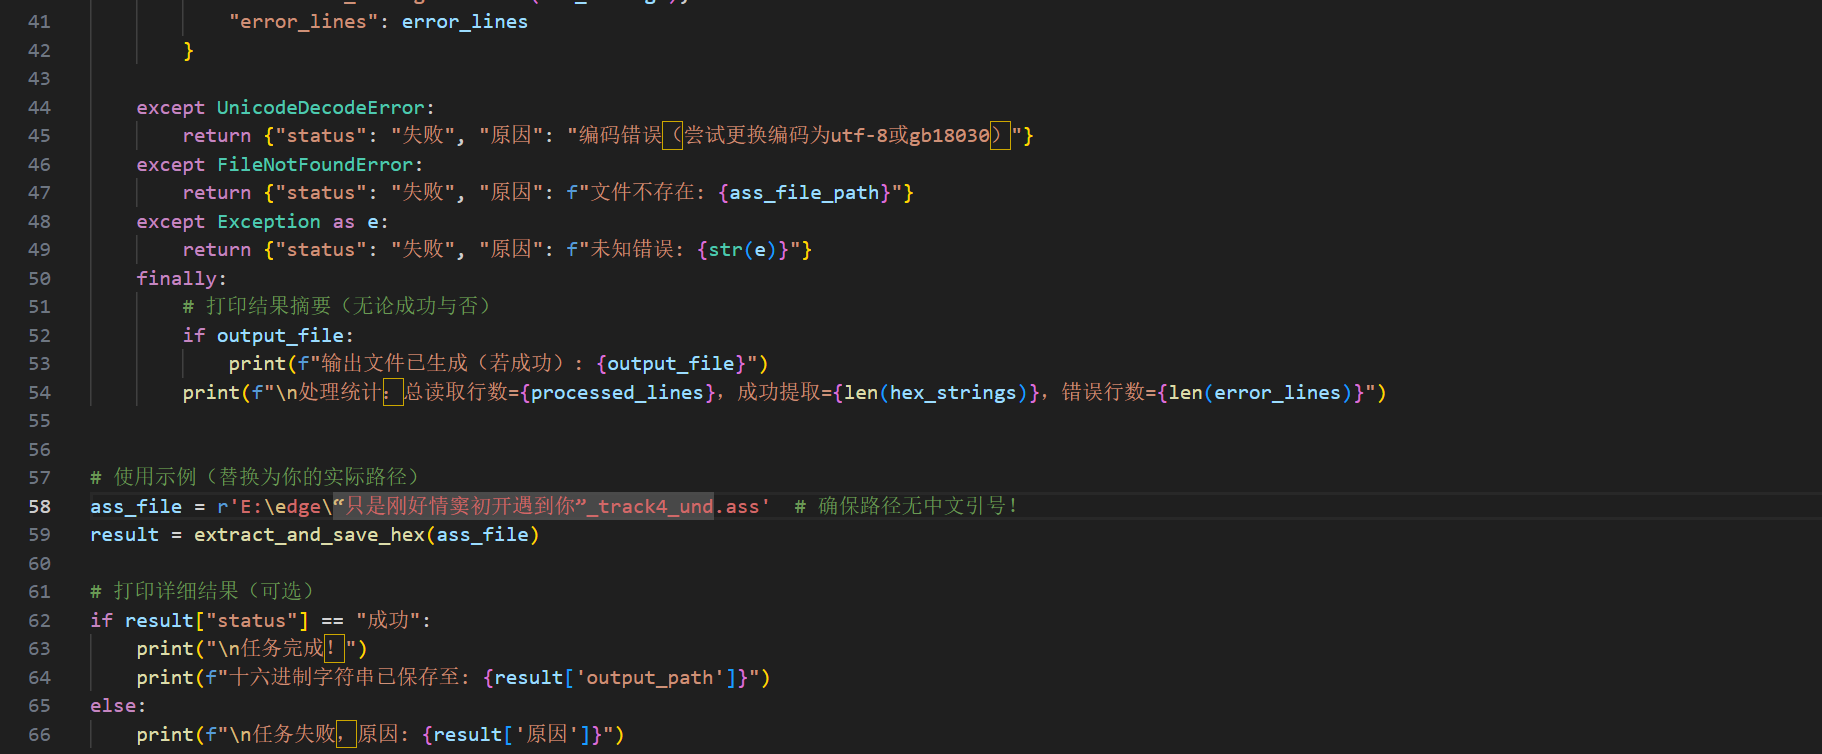 41 "error_lines": error_lines
42 }
43
44 except UnicodeDecodeError:
45 return {"status": "失败", "原因": "编码错误（尝试更换编码为utf-8或gb18030）"}
46 except FileNotFoundError:
47 return {"status": "失败", "原因": f"文件不存在: {ass_file_path}"}
48 except Exception as e:
49 return {"status": "失败", "原因": f"未知错误: {str(e)}"}
50 finally:
51 # 打印结果摘要（无论成功与否）
52 if output_file:
53 print(f"输出文件已生成（若成功）: {output_file}")
54 print(f"\n处理统计：总读取行数={processed_lines}, 成功提取={len(hex_strings)}, 错误行数={len(error_lines)}")
55
56
57 # 使用示例（替换为你的实际路径）
58 ass_file = r'E:\edge\“只是刚好情窦初开遇到你”_track4_und.ass' # 确保路径无中文引号！
59 result = extract_and_save_hex(ass_file)
60
61 # 打印详细结果（可选）
62 if result["status"] == "成功":
63 print("\n任务完成！")
64 print(f"十六进制字符串已保存至: {result['output_path']}")
65 else:
66 print(f"\n任务失败，原因: {result['原因']}")